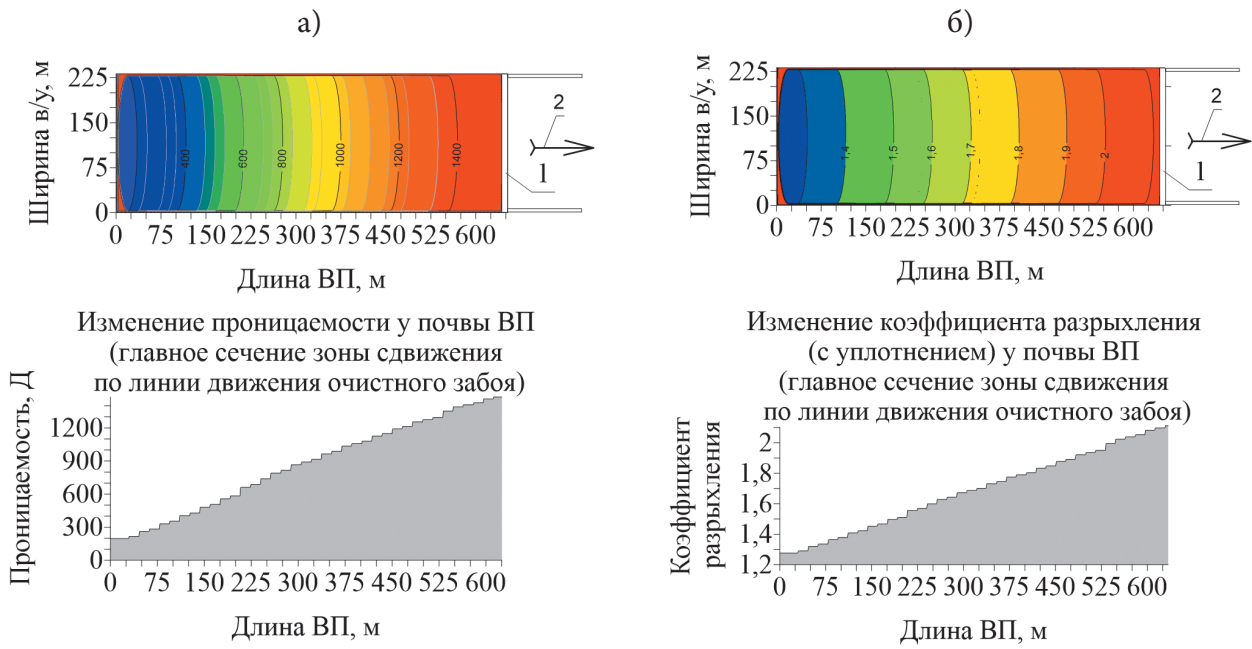 а)
Ширина в/у, м
225
150
75
0
400
600
800
1000
1200
1400
2
1
0 75 150 225 300 375 450 525 600
Длина ВП, м
Изменение проницаемости у почвы ВП
(главное сечение зоны сдвижения
по линии движения очистного забоя)
Проницаемость, Д
1200
900
600
300
0
0 75 150 225 300 375 450 525 600
Длина ВП, м
б)
Ширина в/у, м
225
150
75
0
1,4
1,5
1,6
1,7
1,8
1,9
2
2
1
0 75 150 225 300 375 450 525 600
Длина ВП, м
Изменение коэффициента разрыхления
(с уплотнением) у почвы ВП
(главное сечение зоны сдвижения
по линии движения очистного забоя)
Коэффициент
разрыхления
2
1,8
1,6
1,4
1,2
0 75 150 225 300 375 450 525 600
Длина ВП, м